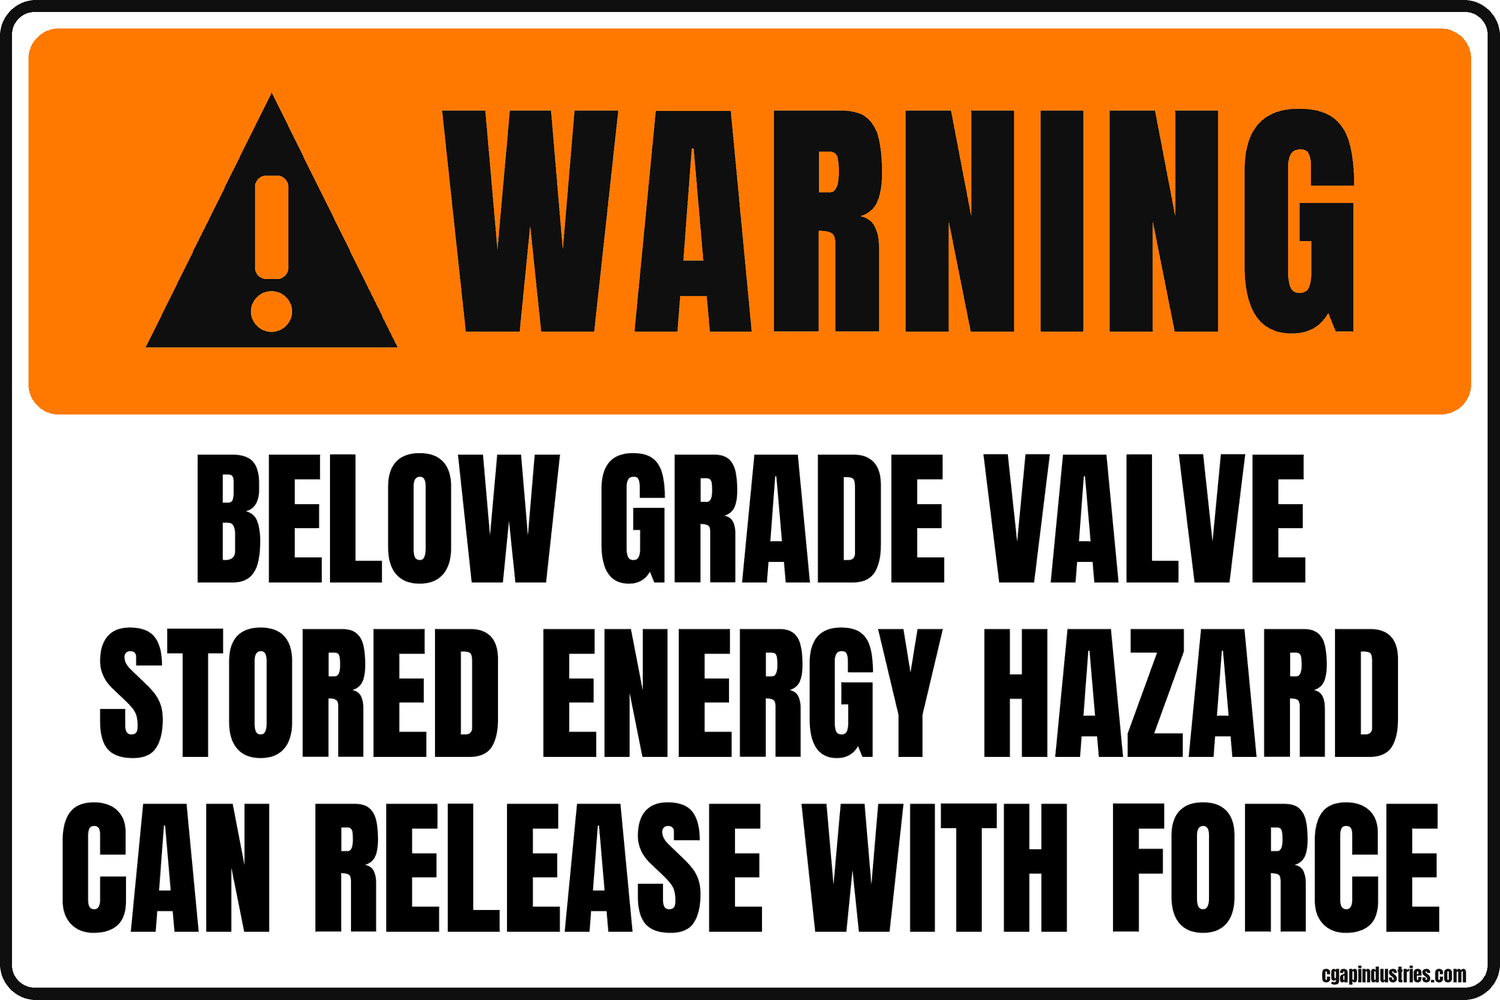 WARNING
BELOW GRADE VALVE
STORED ENERGY HAZARD
CAN RELEASE WITH FORCE
cgapindustries.com